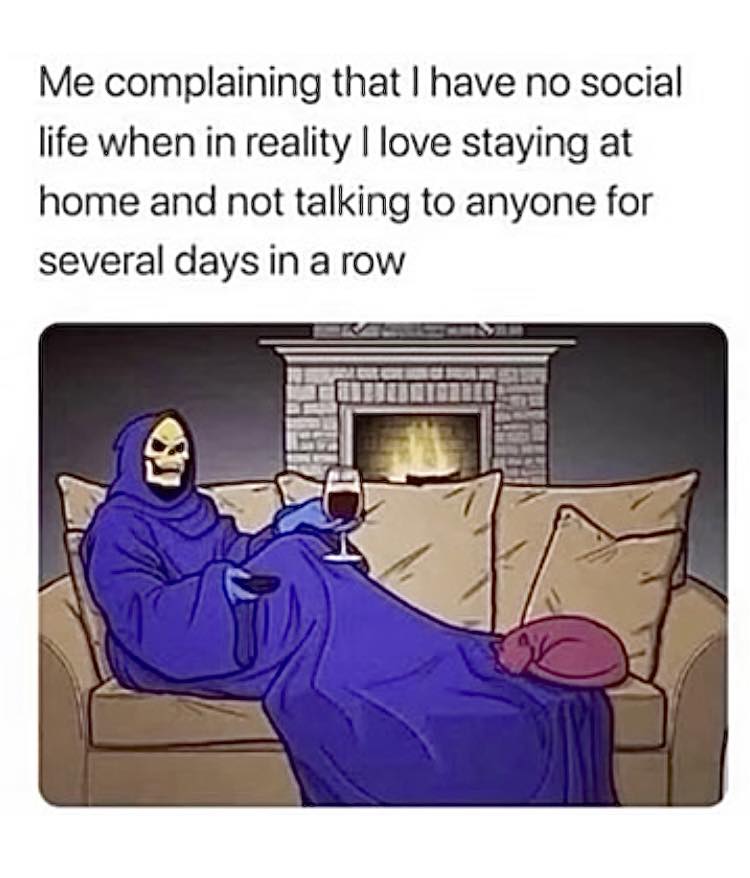 Me complaining that I have no social
life when in reality I love staying at
home and not talking to anyone for
several days in a row